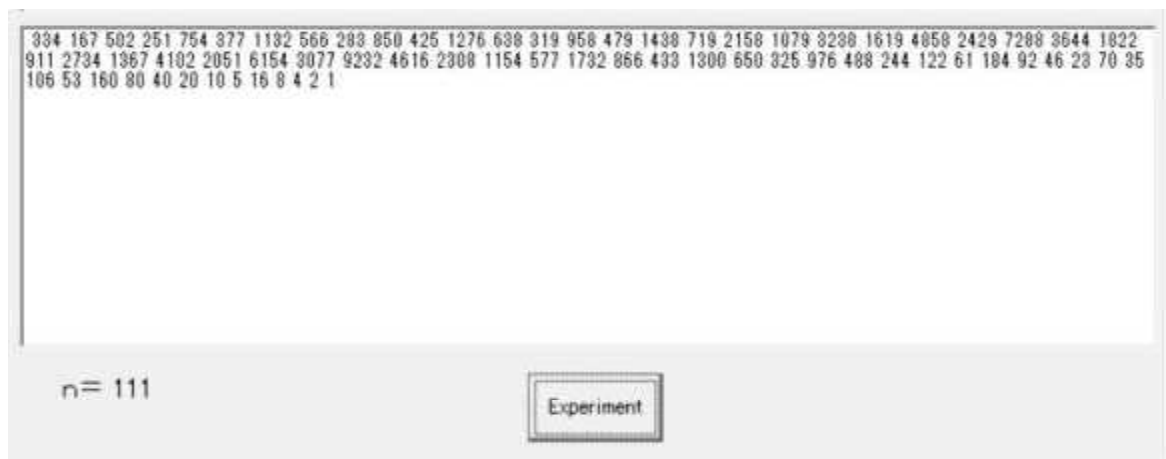 334 167 502 251 754 377 1132 566 283 850 425 1276 638 319 958 479 1438 719 2158 1079 3238 1619 4858 2429 7288 3644 1822
911 2734 1367 4102 2051 6154 3077 9232 4616 2308 1154 577 1732 866 433 1300 650 325 976 488 244 122 61 184 92 46 23 70 35
106 53 160 80 40 20 10 5 16 8 4 2 1
n= 111
Experiment